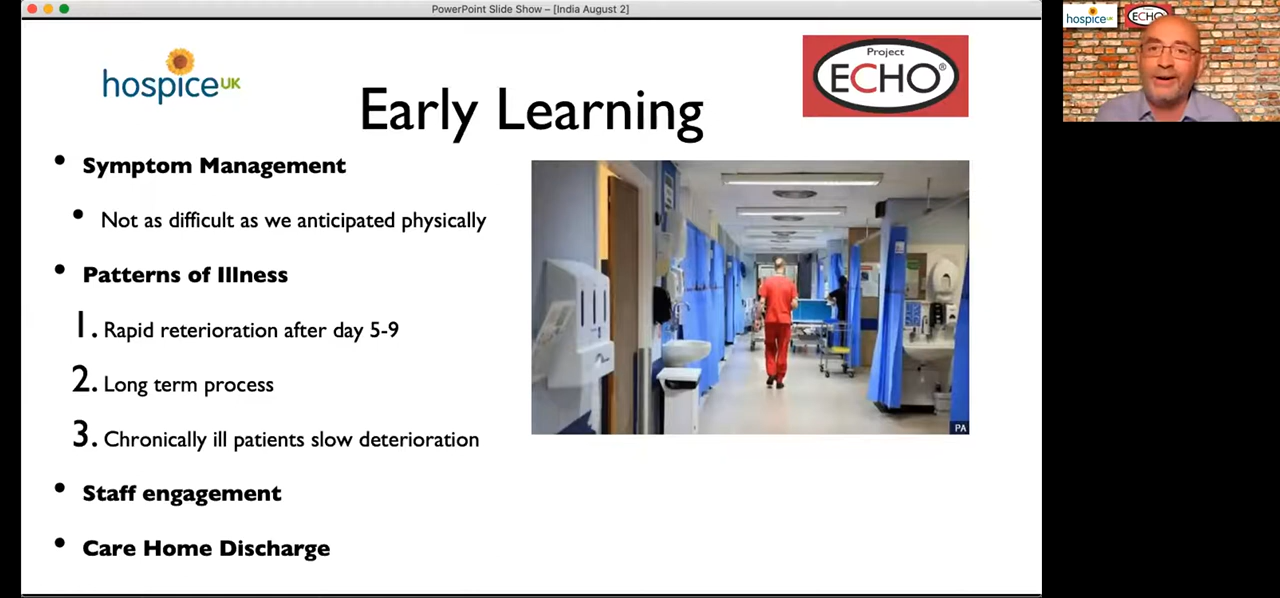 PowerPoint Slide Show – [India August 2]
hospice UK
Project
ECHO®
hospice UK
ECHO
Early Learning
• Symptom Management
• Not as difficult as we anticipated physically
• Patterns of Illness
1. Rapid reterioration after day 5-9
2. Long term process
3. Chronically ill patients slow deterioration
• Staff engagement
• Care Home Discharge
PA